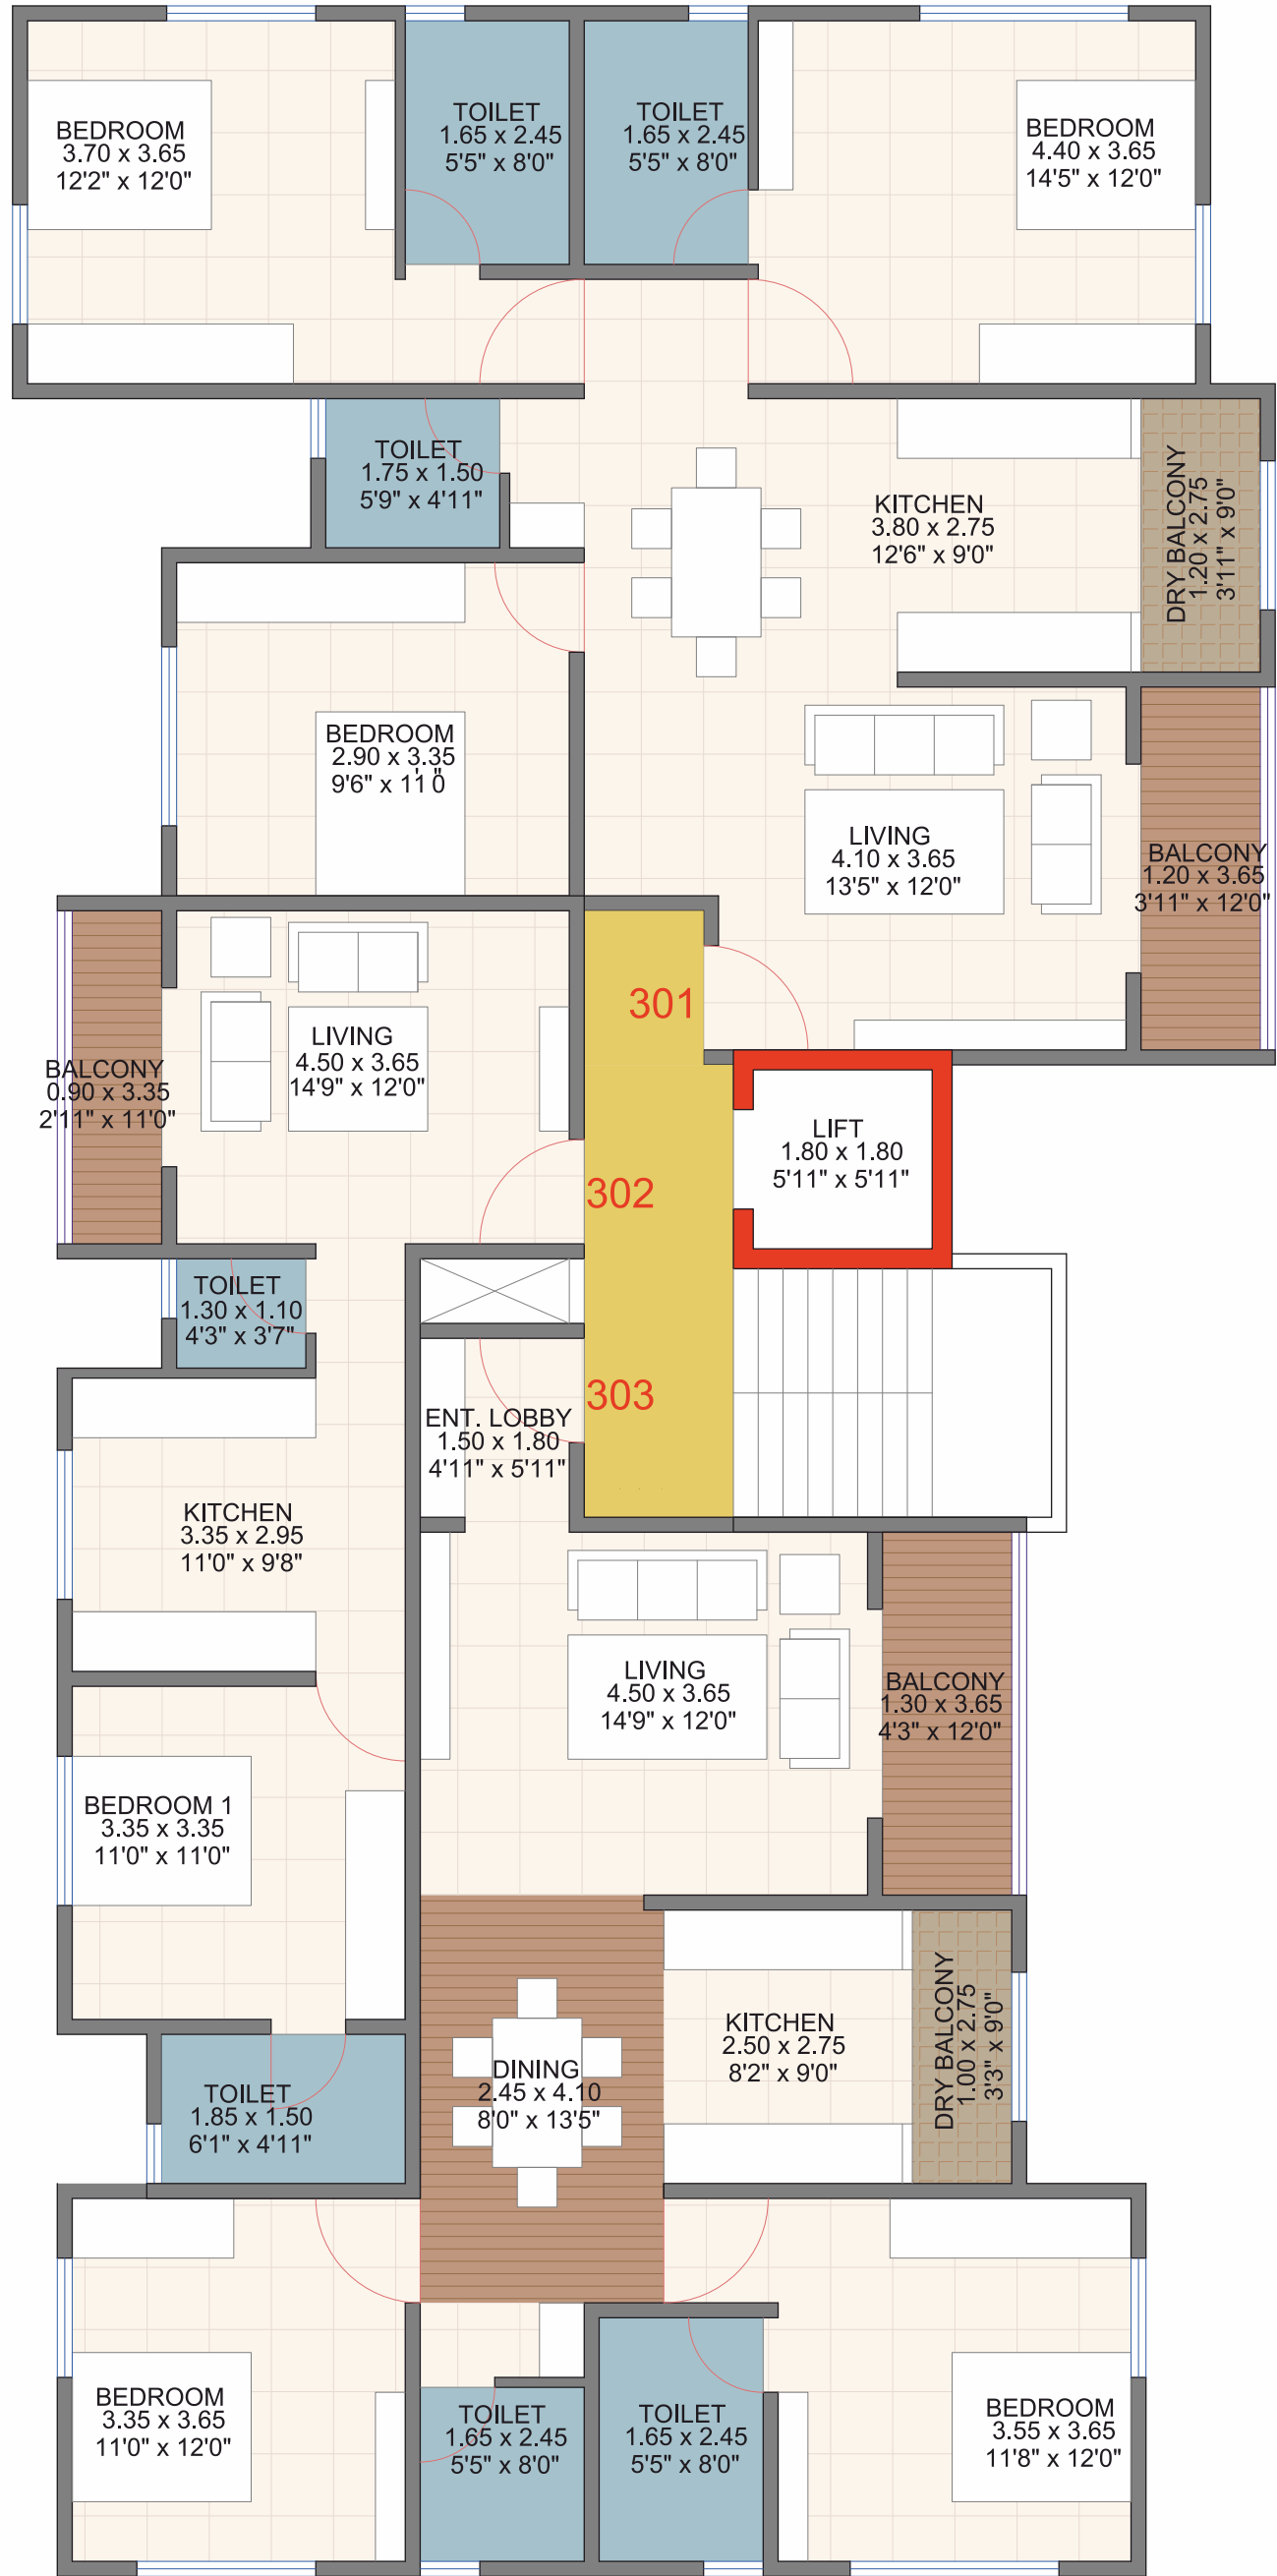 BEDROOM
3.70 x 3.65
12'2" x 12'0"
TOILET
1.65 x 2.45
5'5" x 8'0"
TOILET
1.65 x 2.45
5'5" x 8'0"
BEDROOM
4.40 x 3.65
14'5" x 12'0"
TOILET
1.75 x 1.50
5'9" x 4'11"
KITCHEN
3.80 x 2.75
12'6" x 9'0"
DRY BALCONY
1.20 x 2.75
3'11" x 9'0"
BEDROOM
2.90 x 3.35
9'6" x 11'0"
LIVING
4.10 x 3.65
13'5" x 12'0"
BALCONY
1.20 x 3.65
3'11" x 12'0"
301
LIVING
4.50 x 3.65
14'9" x 12'0"
BALCONY
0.90 x 3.35
2'11" x 11'0"
LIFT
1.80 x 1.80
5'11" x 5'11"
302
TOILET
1.30 x 1.10
4'3" x 3'7"
303
ENT. LOBBY
1.50 x 1.80
4'11" x 5'11"
KITCHEN
3.35 x 2.95
11'0" x 9'8"
LIVING
4.50 x 3.65
14'9" x 12'0"
BALCONY
1.30 x 3.65
4'3" x 12'0"
BEDROOM 1
3.35 x 3.35
11'0" x 11'0"
KITCHEN
2.50 x 2.75
8'2" x 9'0"
DRY BALCONY
1.00 x 2.75
3'3" x 9'0"
DINING
2.45 x 4.10
8'0" x 13'5"
TOILET
1.85 x 1.50
6'1" x 4'11"
BEDROOM
3.35 x 3.65
11'0" x 12'0"
TOILET
1.65 x 2.45
5'5" x 8'0"
TOILET
1.65 x 2.45
5'5" x 8'0"
BEDROOM
3.55 x 3.65
11'8" x 12'0"